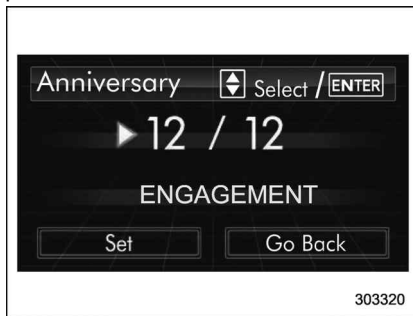 Anniversary Select / ENTER
12 / 12
ENGAGEMENT
Set Go Back
303320